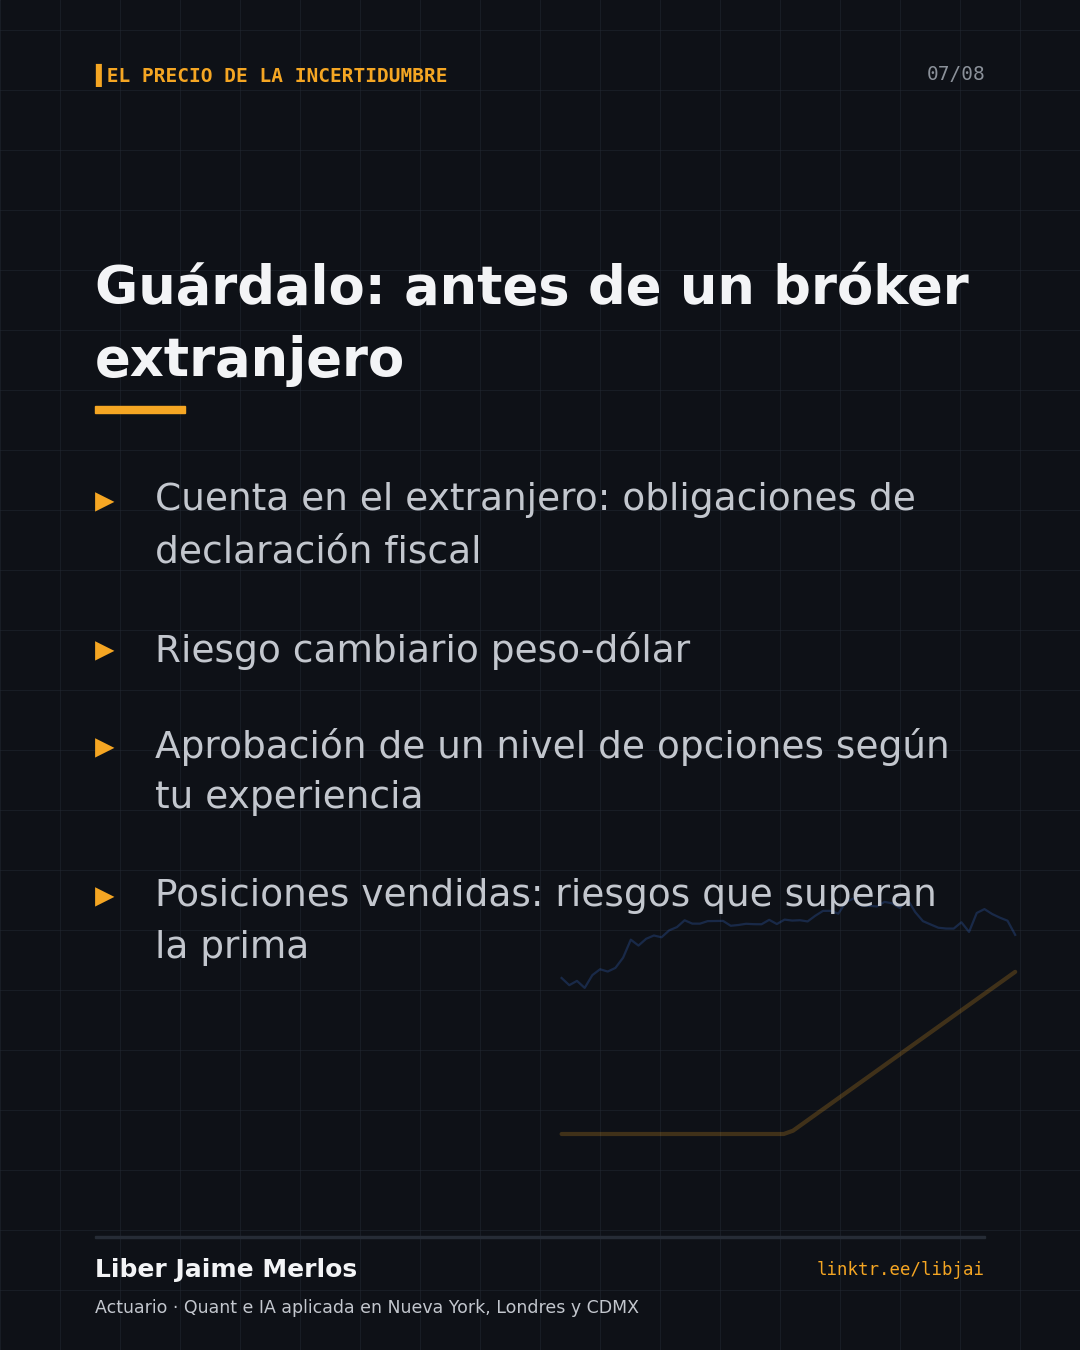 EL PRECIO DE LA INCERTIDUMBRE
07/08
Guárdalo: antes de un bróker
extranjero
▶ Cuenta en el extranjero: obligaciones de
declaración fiscal
▶ Riesgo cambiario peso-dólar
▶ Aprobación de un nivel de opciones según
tu experiencia
▶ Posiciones vendidas: riesgos que superan
la prima
Liber Jaime Merlos
linktr.ee/libjai
Actuario · Quant e IA aplicada en Nueva York, Londres y CDMX